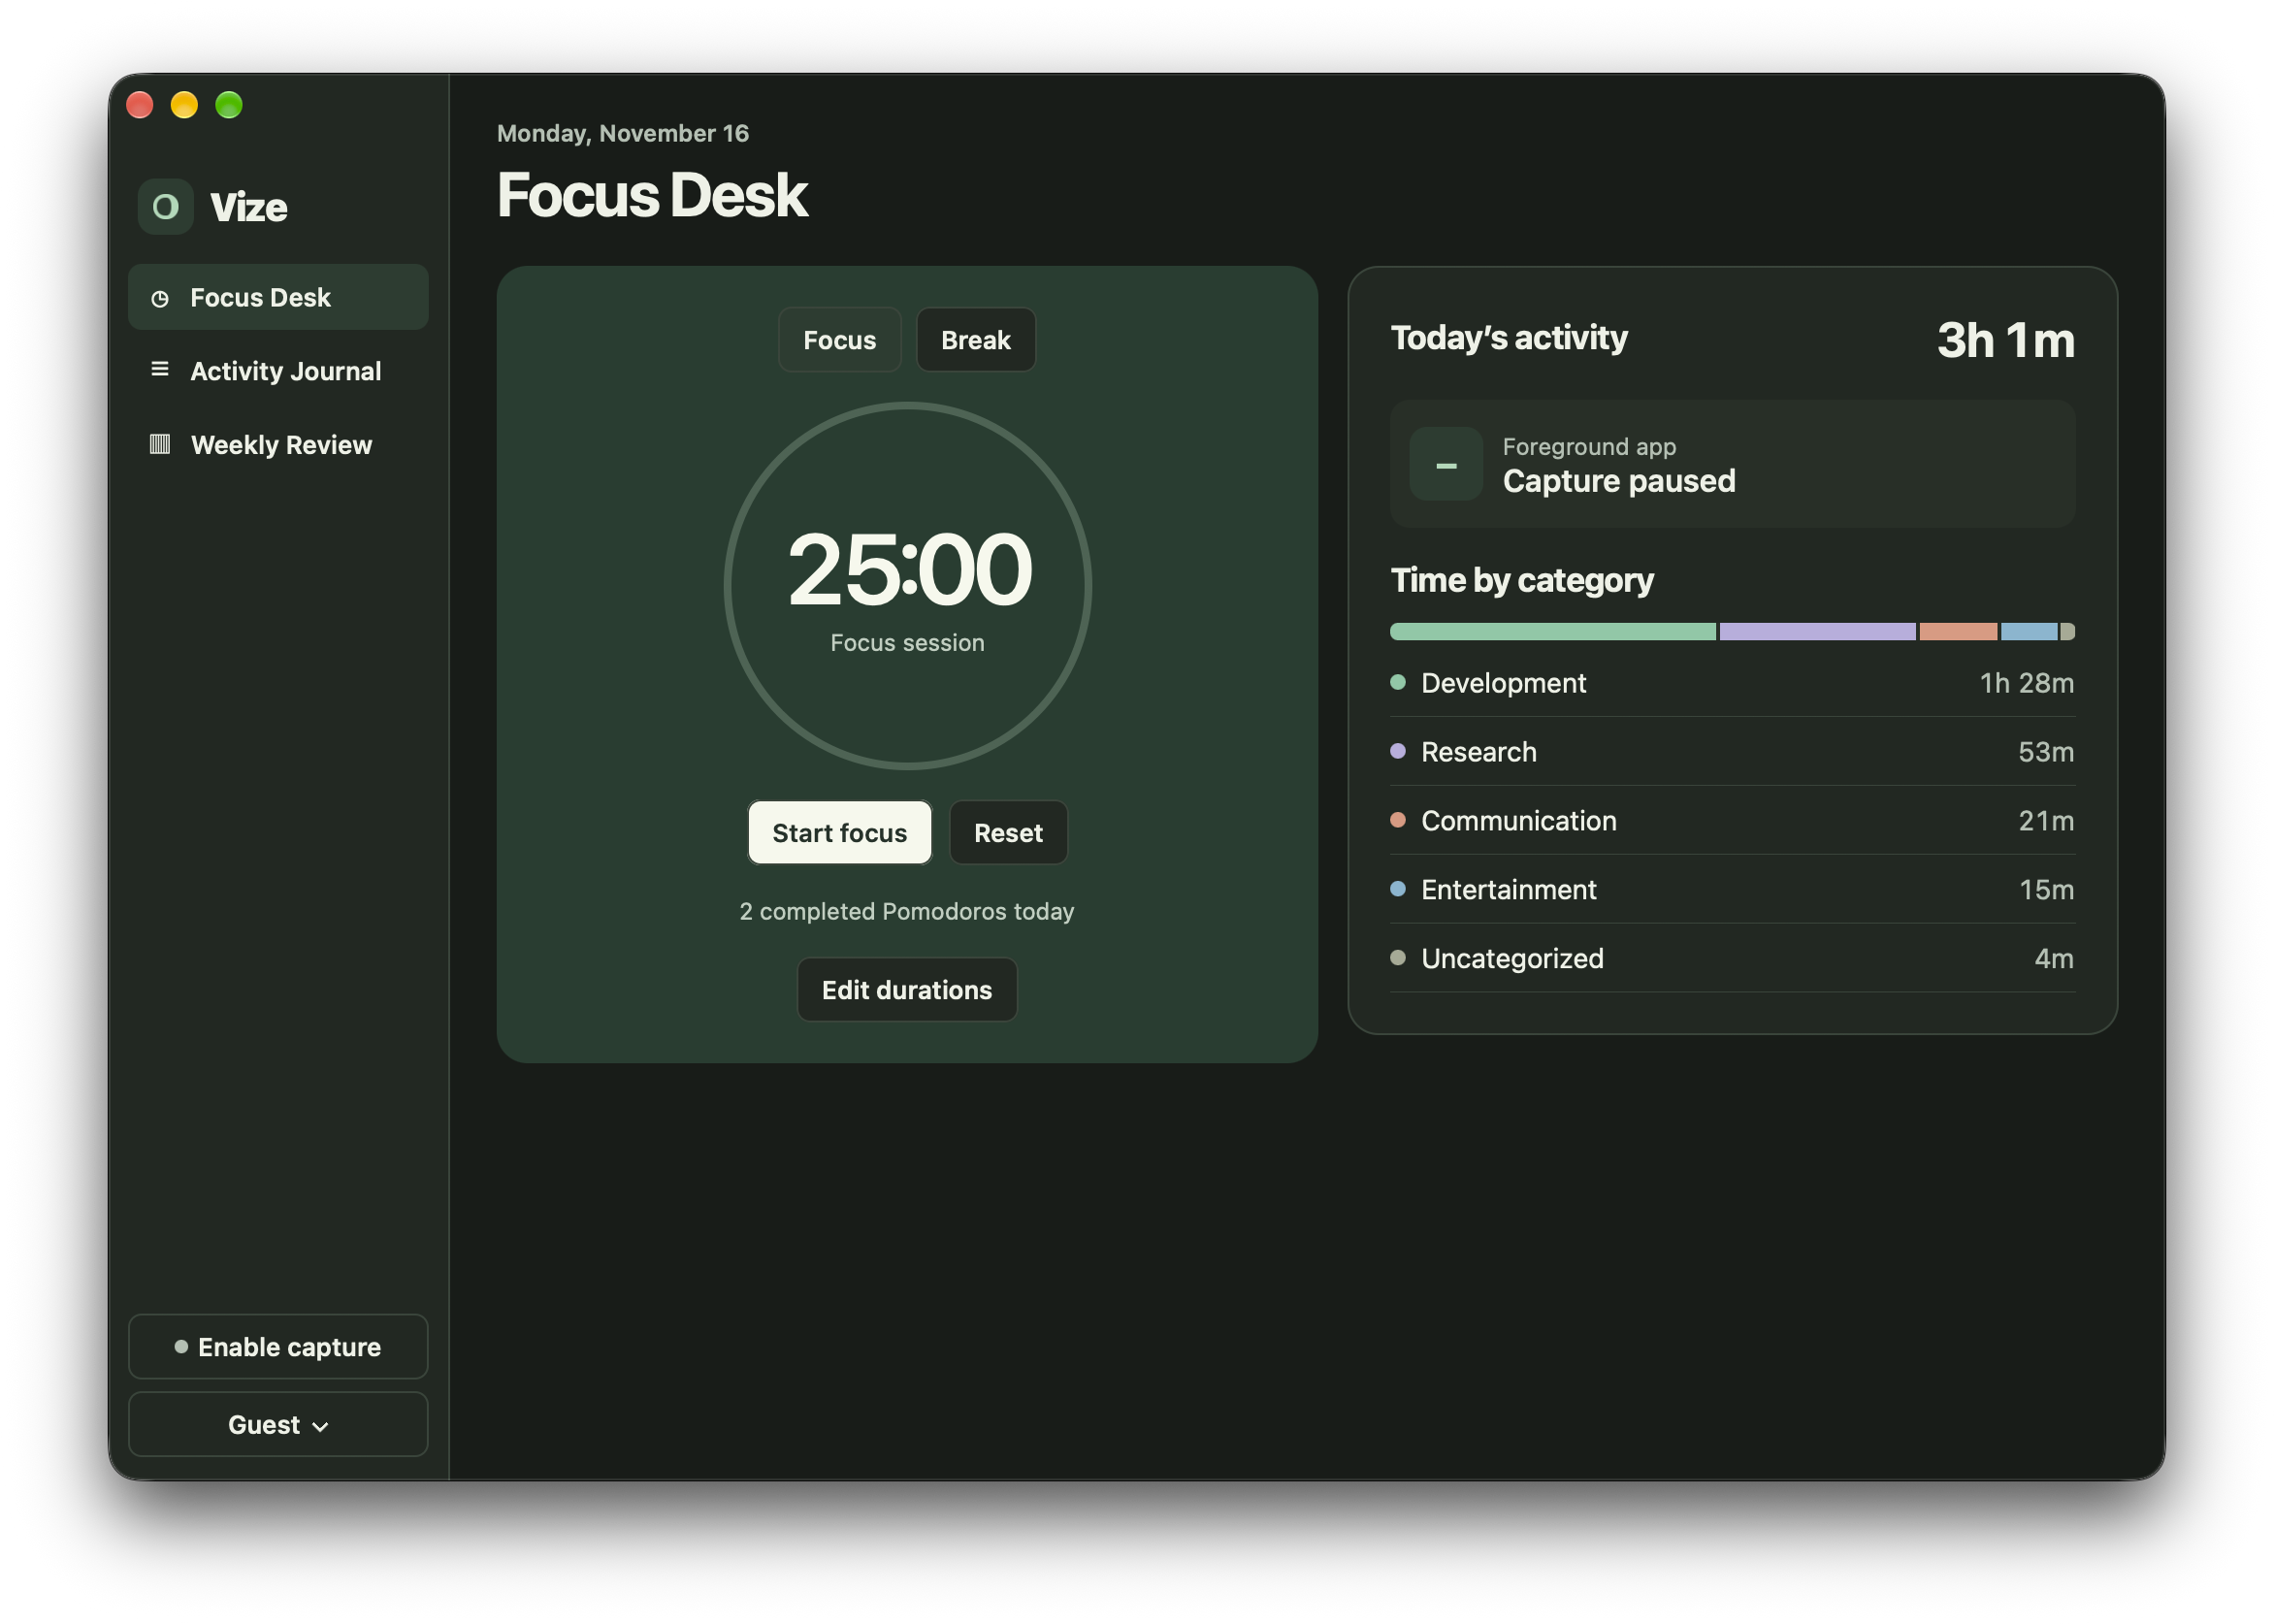 Vize
Focus Desk
Activity Journal
Weekly Review
Enable capture
Guest
Monday, November 16
Focus Desk
Focus
Break
25:00
Focus session
Start focus
Reset
2 completed Pomodoros today
Edit durations
Today’s activity
3h 1m
Foreground app
Capture paused
Time by category
Development 1h 28m
Research 53m
Communication 21m
Entertainment 15m
Uncategorized 4m